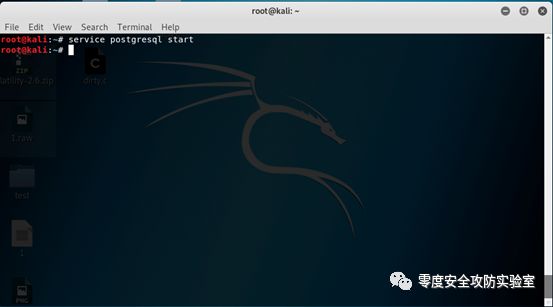 root@kali: ~
File Edit View Search Terminal Help
root@kali:~# service postgresql start
root@kali:~#
ZIP
latility-2.6.zip
dirty.c
1.raw
test
1
PNG
零度安全攻防实验室